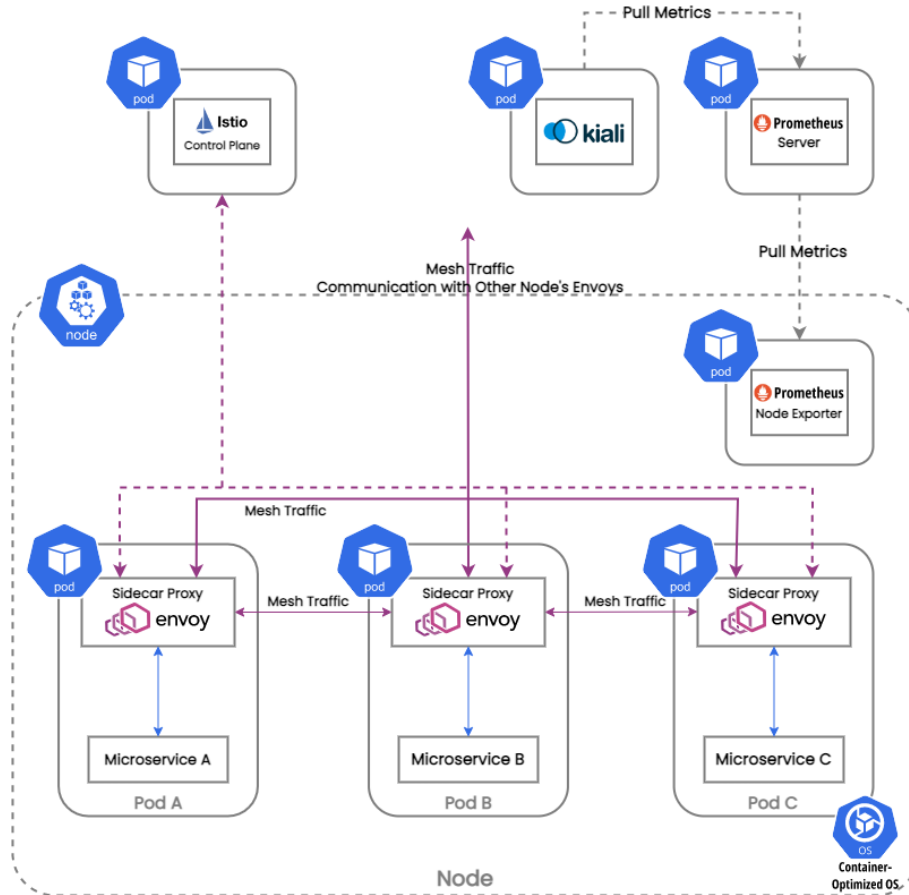 Pull Metrics
pod
Istio
Control Plane
pod
kiali
pod
Prometheus
Server
Pull Metrics
Mesh Traffic
Communication with Other Node's Envoys
node
pod
Prometheus
Node Exporter
Mesh Traffic
pod
Sidecar Proxy
envoy
Mesh Traffic
pod
Sidecar Proxy
envoy
Mesh Traffic
pod
Sidecar Proxy
envoy
Microservice A
Microservice B
Microservice C
Pod A
Pod B
Pod C
OS
Container-
Optimized OS
Node